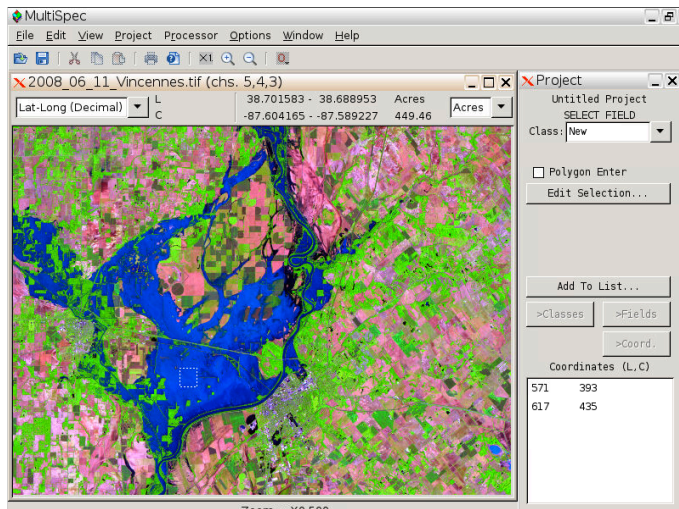 MultiSpec
File Edit View Project Processor Options Window Help
×1
2008_06_11_Vincennes.tif (chs. 5,4,3)
Lat-Long (Decimal)
L 38.701583 - 38.688953 Acres
C -87.604165 - -87.589227 449.46
Acres
Project
Untitled Project
SELECT FIELD
Class: New
Polygon Enter
Edit Selection...
Add To List...
>Classes >Fields
>Coord.
Coordinates (L,C)
571 393
617 435